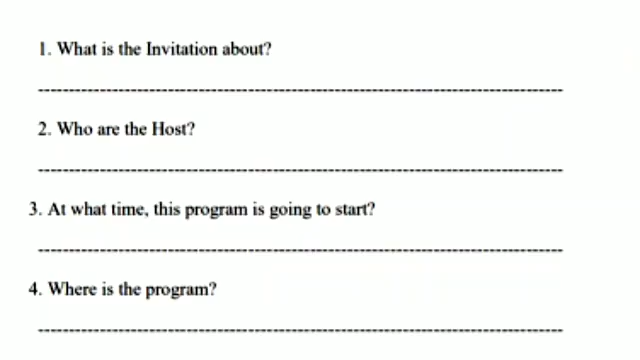 1. What is the Invitation about?
--------------------------------------------------------------------------------
2. Who are the Host?
--------------------------------------------------------------------------------
3. At what time, this program is going to start?
--------------------------------------------------------------------------------
4. Where is the program?
--------------------------------------------------------------------------------